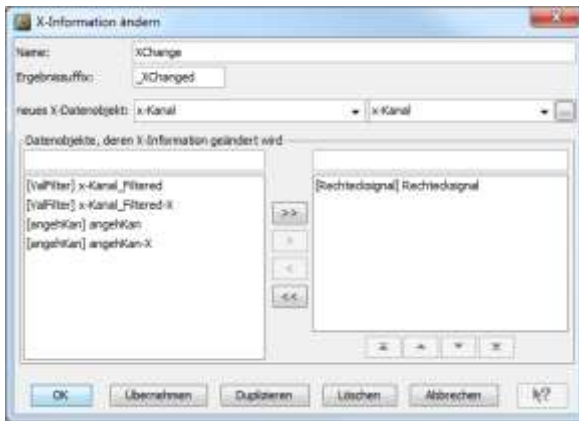 X-Information ändern
Name: XChange
Ergebnissuffix: _XChanged
neues X-Datenobjekt: x-Kanal x-Kanal ...
Datenobjekte, deren X-Information geändert wird
[ValFilter] x-Kanal_Filtered
[ValFilter] x-Kanal_Filtered-X
[angehKan] angehKan
[angehKan] angehKan-X
[Rechtecksignal] Rechtecksignal
>>
>
<
<<
OK Übernehmen Duplizieren Löschen Abbrechen